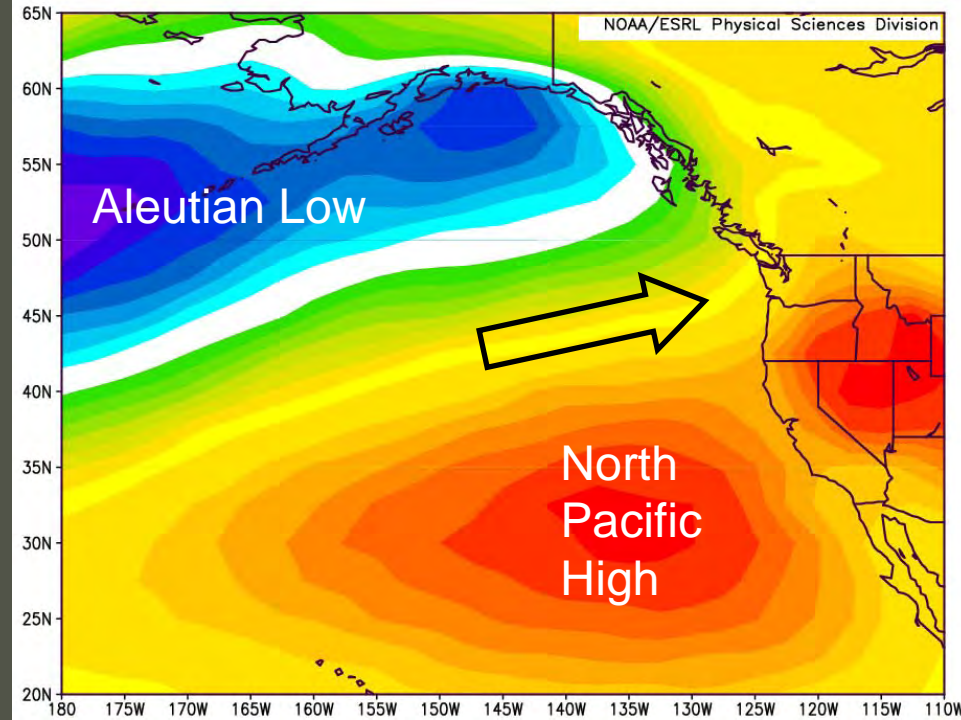 NOAA/ESRL Physical Sciences Division
65N
60N
55N
50N
45N
40N
35N
30N
25N
20N
Aleutian Low
North
Pacific
High
180 175W 170W 165W 160W 155W 150W 145W 140W 135W 130W 125W 120W 115W 110W